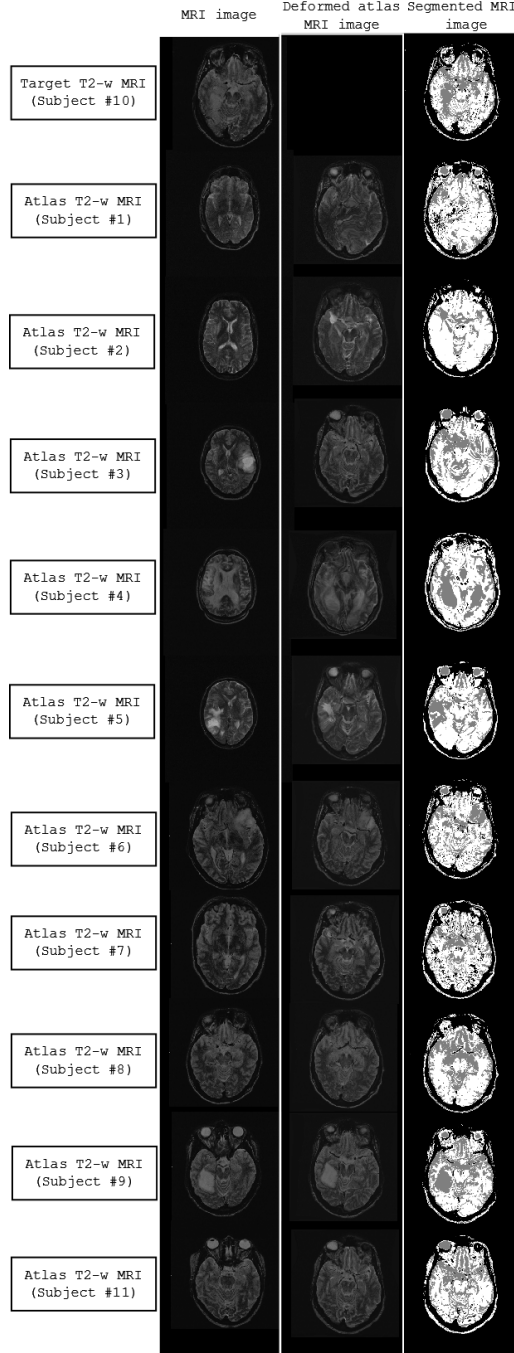 MRI image
Deformed atlas
MRI image
Segmented MRI
image
Target T2-w MRI
(Subject #10)
Atlas T2-w MRI
(Subject #1)
Atlas T2-w MRI
(Subject #2)
Atlas T2-w MRI
(Subject #3)
Atlas T2-w MRI
(Subject #4)
Atlas T2-w MRI
(Subject #5)
Atlas T2-w MRI
(Subject #6)
Atlas T2-w MRI
(Subject #7)
Atlas T2-w MRI
(Subject #8)
Atlas T2-w MRI
(Subject #9)
Atlas T2-w MRI
(Subject #11)